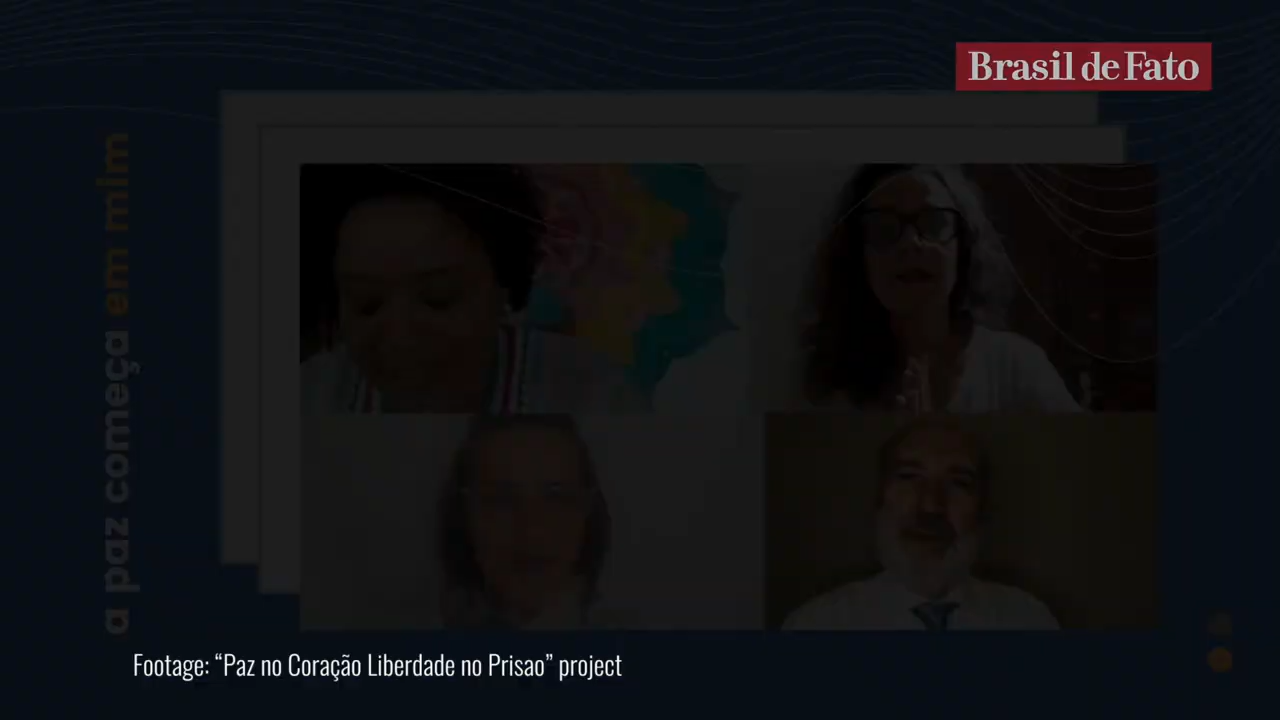 Brasil de Fato
a paz começa em mim
Footage: “Paz no Coração Liberdade no Prisao” project